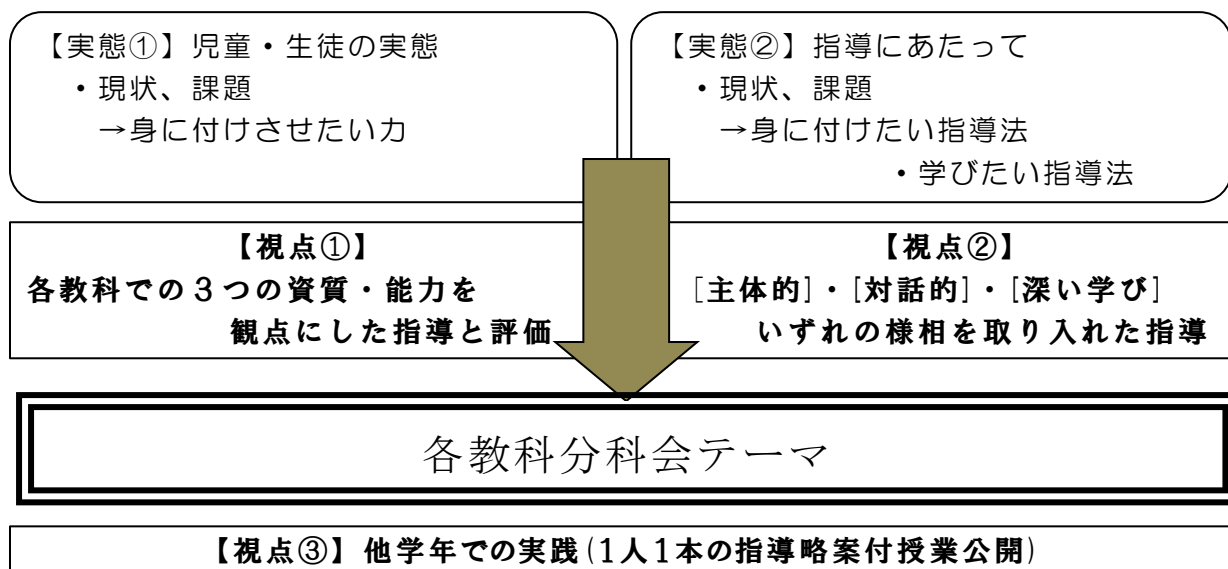 【実態①】児童・生徒の実態
・現状、課題
→身に付けさせたい力
【実態②】指導にあたって
・現状、課題
→身に付けたい指導法
・学びたい指導法
【視点①】
各教科での３つの資質・能力を
観点にした指導と評価
【視点②】
[主体的]・[対話的]・[深い学び]
いずれの様相を取り入れた指導
各教科分科会テーマ
【視点③】他学年での実践(1人1本の指導略案付授業公開)